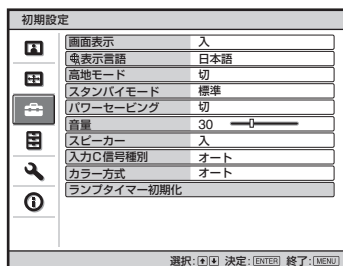 初期設定
画面表示 入
表示言語 日本語
高地モード 切
スタンバイモード 標準
パワーセービング 切
音量 30
スピーカー 入
入力C信号種別 オート
カラー方式 オート
ランプタイマー初期化
選択: 決定:ENTER 終了:MENU